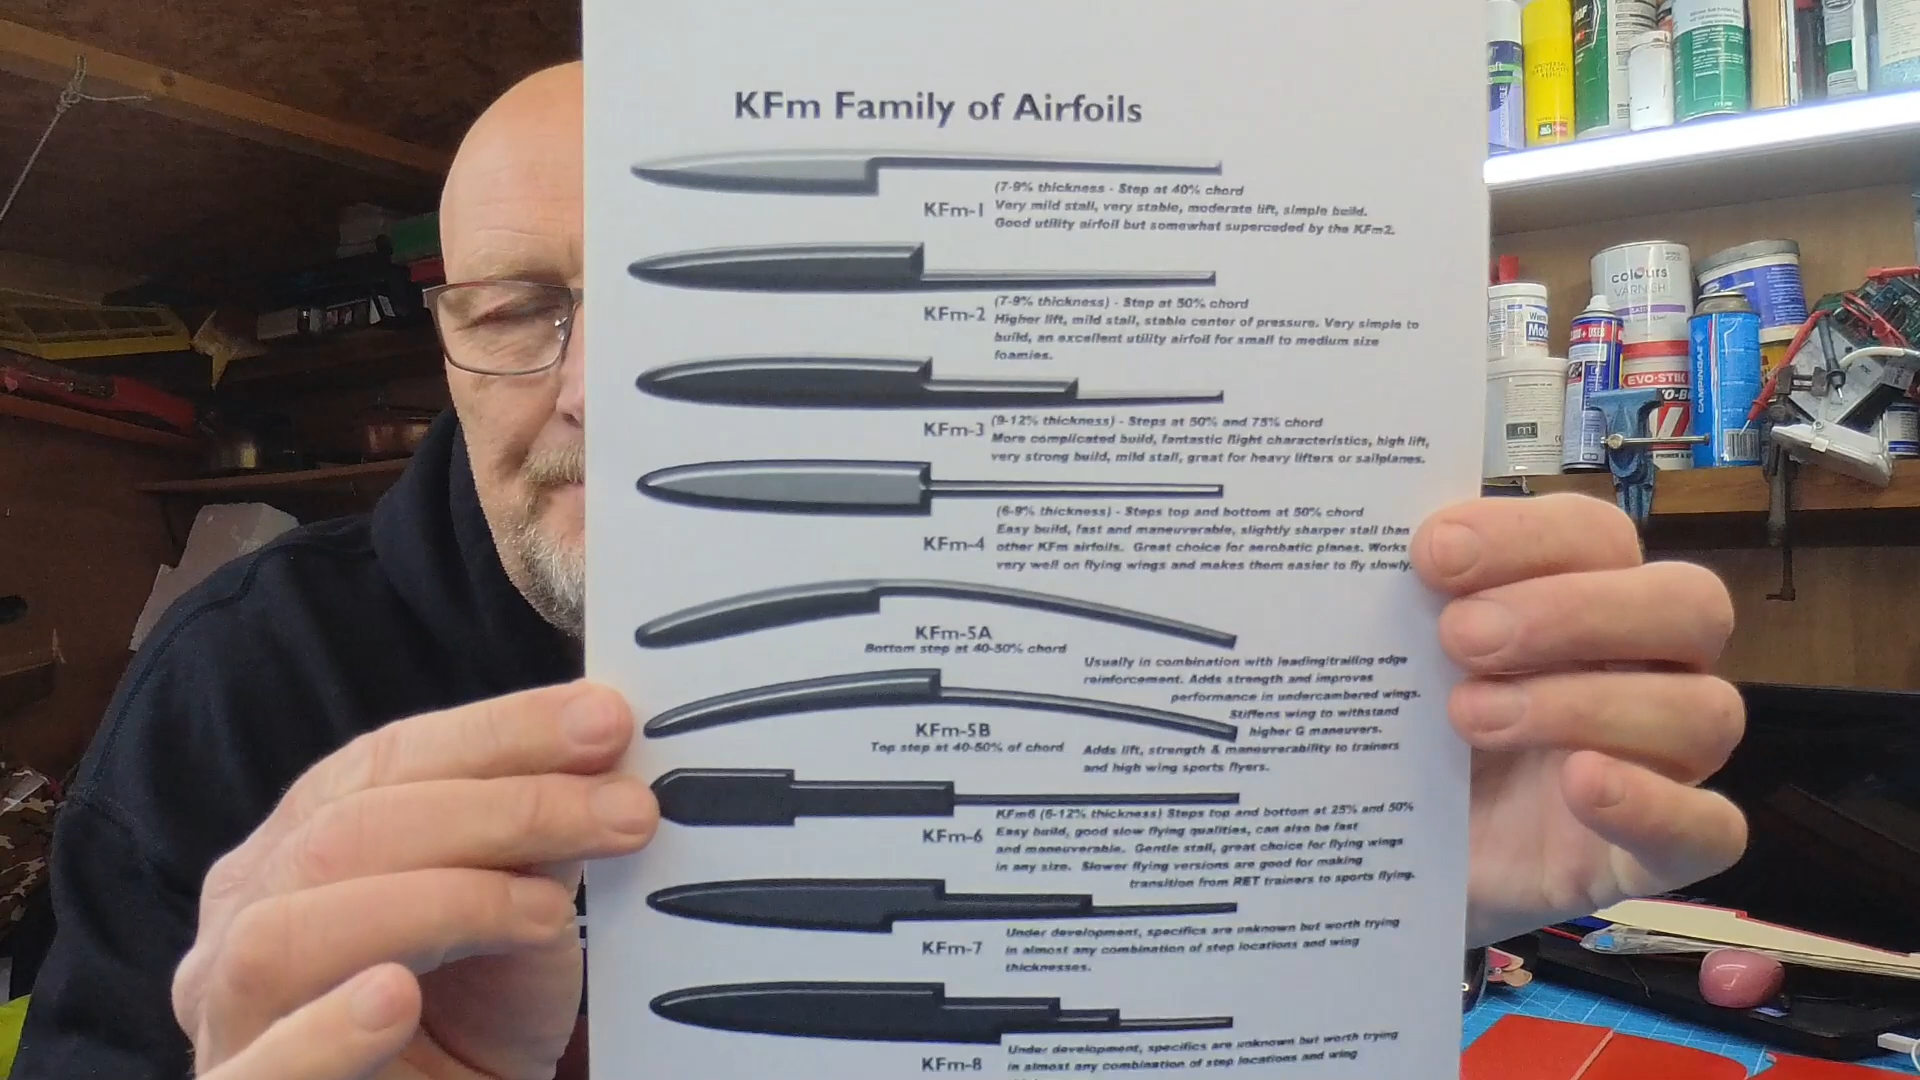 KFm Family of Airfoils
(7-9% thickness - Step at 40% chord
KFm-1 Very mild stall, very stable, moderate lift, simple build.
Good utility airfoil but somewhat superceded by the KFm2.
(7-9% thickness) - Step at 50% chord
KFm-2 Higher lift, mild stall, stable center of pressure. Very simple to
build, an excellent utility airfoil for small to medium size
foamies.
(9-12% thickness) - Steps at 50% and 75% chord
KFm-3 More complicated build, fantastic flight characteristics, high lift,
very strong build, mild stall, great for heavy lifters or sailplanes.
(6-9% thickness) - Steps top and bottom at 50% chord
Easy build, fast and maneuverable, slightly sharper stall than
KFm-4 other KFm airfoils. Great choice for aerobatic planes. Works
very well on flying wings and makes them easier to fly slowly.
KFm-5A
Bottom step at 40-50% chord
Usually in combination with leading/trailing edge
reinforcement. Adds strength and improves
performance in undercambered wings.
Stiffens wing to withstand
higher G maneuvers.
KFm-5B
Top step at 40-50% of chord
Adds lift, strength & maneuverability to trainers
and high wing sports flyers.
KFm6 (6-12% thickness) Steps top and bottom at 25% and 50%
KFm-6 Easy build, good slow flying qualities, can also be fast
and maneuverable. Gentle stall, great choice for flying wings
in any size. Slower flying versions are good for making
transition from RET trainers to sports flying.
Under development, specifics are unknown but worth trying
KFm-7 in almost any combination of step locations and wing
thicknesses.
Under development, specifics are unknown but worth trying
KFm-8 in almost any combination of step locations and wing
colours
VARNISH
EVO-STIK
CAMPINGAZ